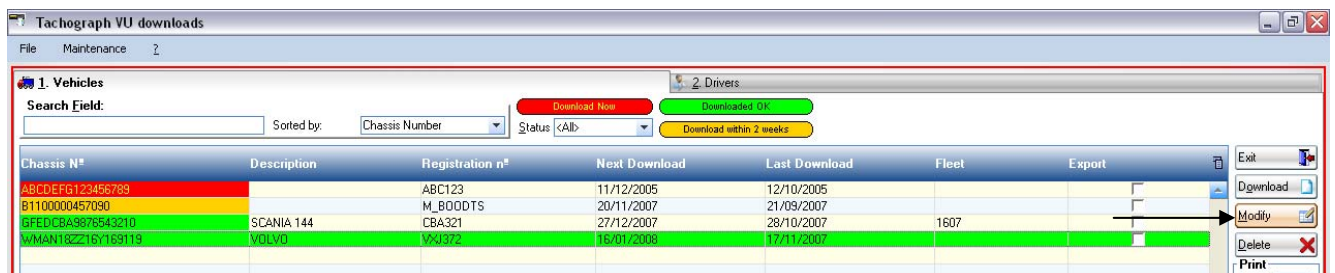 Tachograph VU downloads
File Maintenance ?
1. Vehicles 2. Drivers
Search Field:
Sorted by: Chassis Number
Download Now Downloaded OK
Status <All> Download within 2 weeks
Chassis Nº Description Registration nº Next Download Last Download Fleet Export
ABCDEFG123456789 ABC123 11/12/2005 12/10/2005
B1100000457090 M_BOODTS 20/11/2007 21/09/2007
GFEDCBA9876543210 SCANIA 144 CBA321 27/12/2007 28/10/2007 1607
WMAN18ZZ16Y169119 VOLVO VXJ372 16/01/2008 17/11/2007
Exit
Download
Modify
Delete
Print